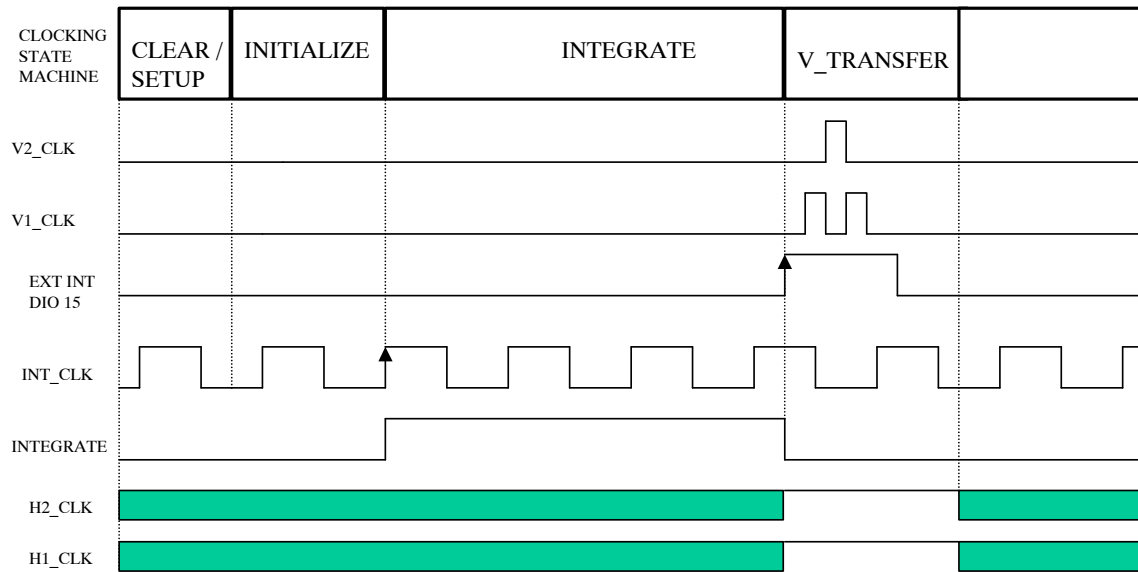 CLOCKING
STATE
MACHINE
CLEAR /
SETUP
INITIALIZE
INTEGRATE
V_TRANSFER
V2_CLK
V1_CLK
EXT INT
DIO 15
INT_CLK
INTEGRATE
H2_CLK
H1_CLK